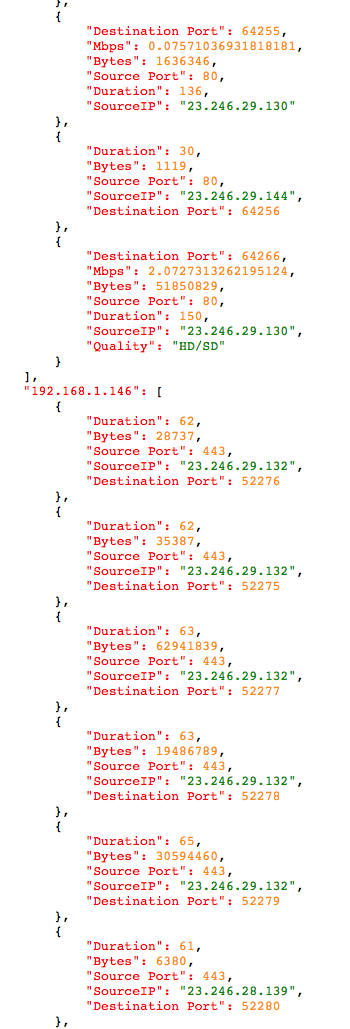 },
{
"Destination Port": 64255,
"Mbps": 0.07571036931818181,
"Bytes": 1636346,
"Source Port": 80,
"Duration": 136,
"SourceIP": "23.246.29.130"
},
{
"Duration": 30,
"Bytes": 1119,
"Source Port": 80,
"SourceIP": "23.246.29.144",
"Destination Port": 64256
},
{
"Destination Port": 64266,
"Mbps": 2.0727313262195124,
"Bytes": 51850829,
"Source Port": 80,
"Duration": 150,
"SourceIP": "23.246.29.130",
"Quality": "HD/SD"
}
],
"192.168.1.146": [
{
"Duration": 62,
"Bytes": 28737,
"Source Port": 443,
"SourceIP": "23.246.29.132",
"Destination Port": 52276
},
{
"Duration": 62,
"Bytes": 35387,
"Source Port": 443,
"SourceIP": "23.246.29.132",
"Destination Port": 52275
},
{
"Duration": 63,
"Bytes": 62941839,
"Source Port": 443,
"SourceIP": "23.246.29.132",
"Destination Port": 52277
},
{
"Duration": 63,
"Bytes": 19486789,
"Source Port": 443,
"SourceIP": "23.246.29.132",
"Destination Port": 52278
},
{
"Duration": 65,
"Bytes": 30594460,
"Source Port": 443,
"SourceIP": "23.246.29.132",
"Destination Port": 52279
},
{
"Duration": 61,
"Bytes": 6380,
"Source Port": 443,
"SourceIP": "23.246.28.139",
"Destination Port": 52280
},